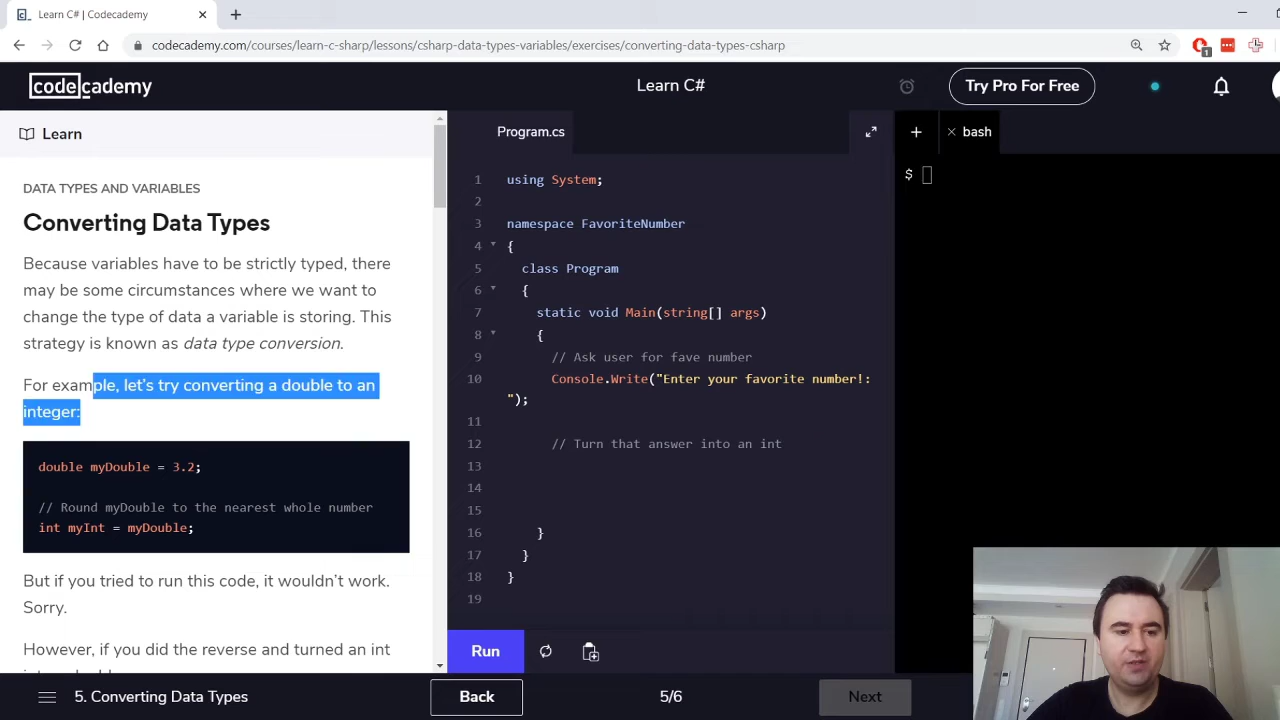 Learn C# | Codecademy
codecademy.com/courses/learn-c-sharp/lessons/csharp-data-types-variables/exercises/converting-data-types-csharp
1
codecademy
Learn C#
Try Pro For Free
Learn
DATA TYPES AND VARIABLES
Converting Data Types
Because variables have to be strictly typed, there
may be some circumstances where we want to
change the type of data a variable is storing. This
strategy is known as data type conversion.
For example, let's try converting a double to an
integer:
double myDouble = 3.2;
// Round myDouble to the nearest whole number
int myInt = myDouble;
But if you tried to run this code, it wouldn't work.
Sorry.
However, if you did the reverse and turned an int
Program.cs
1 using System;
2
3 namespace FavoriteNumber
4 {
5 class Program
6 {
7 static void Main(string[] args)
8 {
9 // Ask user for fave number
10 Console.Write("Enter your favorite number!:
");
11
12 // Turn that answer into an int
13
14
15
16 }
17 }
18 }
19
Run
bash
$
5. Converting Data Types
Back
5/6
Next